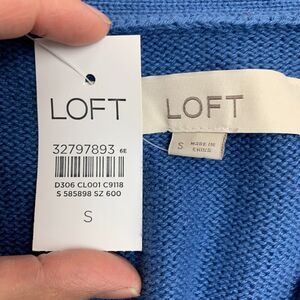 LOFT
32797893 6E
D306 CL001 C9118
S 585898 SZ 600
S
LOFT
S
MADE IN
CHINA